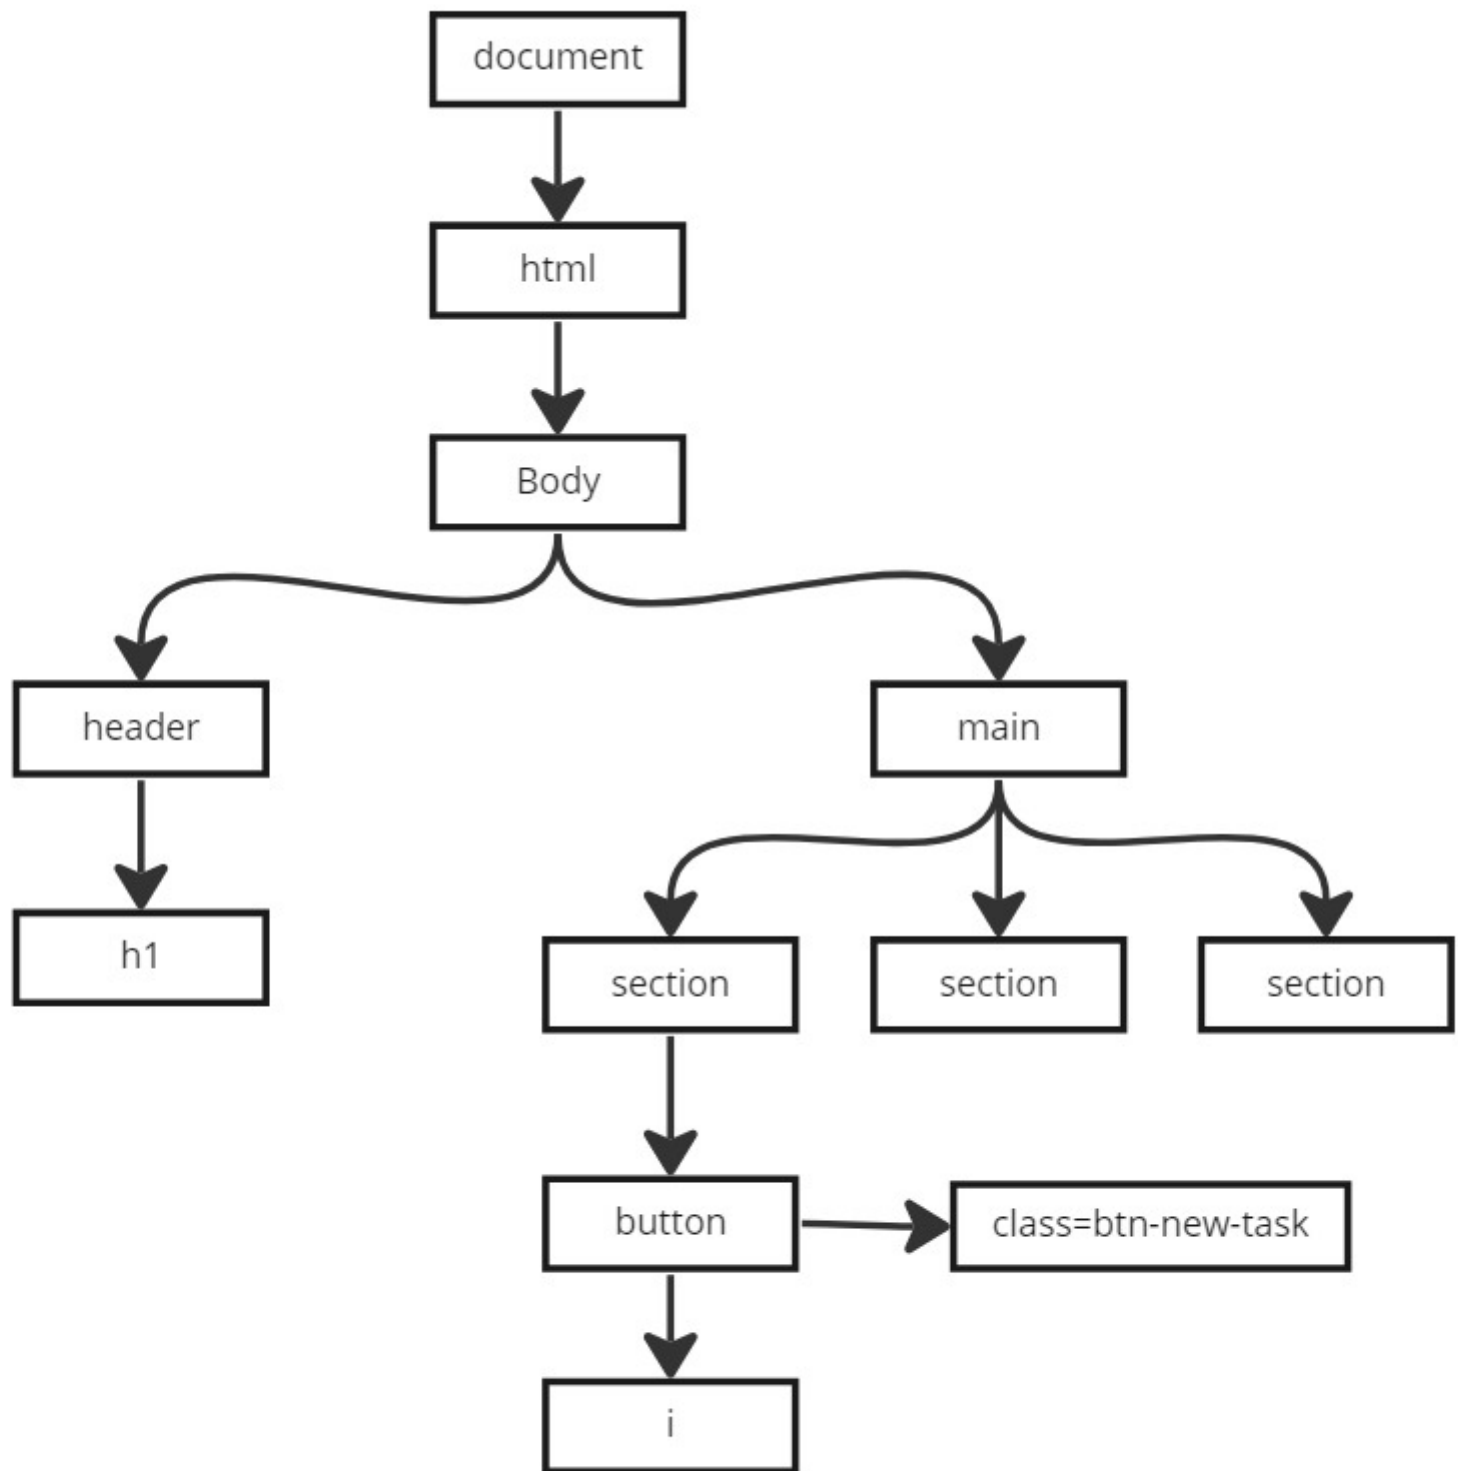 document
html
Body
header
main
h1
section
section
section
button
class=btn-new-task
i